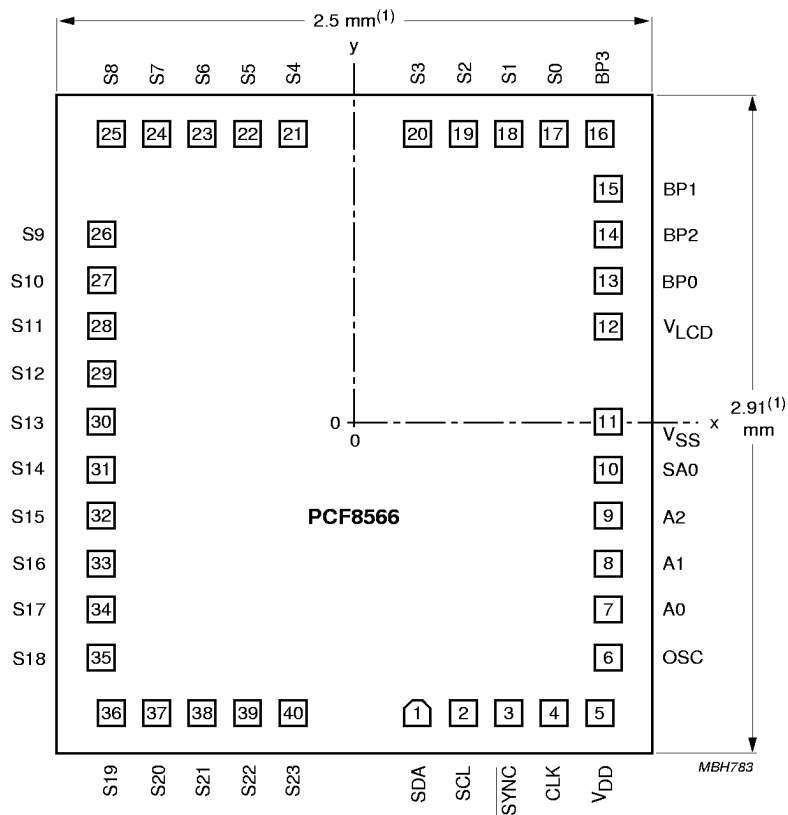 2.5 mm(1)
y
S8 S7 S6 S5 S4 S3 S2 S1 S0 BP3
25 24 23 22 21 20 19 18 17 16
15 BP1
S9 26 14 BP2
S10 27 13 BP0
S11 28 12 VLCD
S12 29
S13 30 0 11 x 2.91(1)
0 VSS mm
S14 31 10 SA0
S15 32 PCF8566 9 A2
S16 33 8 A1
S17 34 7 A0
S18 35 6 OSC
36 37 38 39 40 1 2 3 4 5
MBH783
S19 S20 S21 S22 S23 SDA SCL SYNC CLK VDD